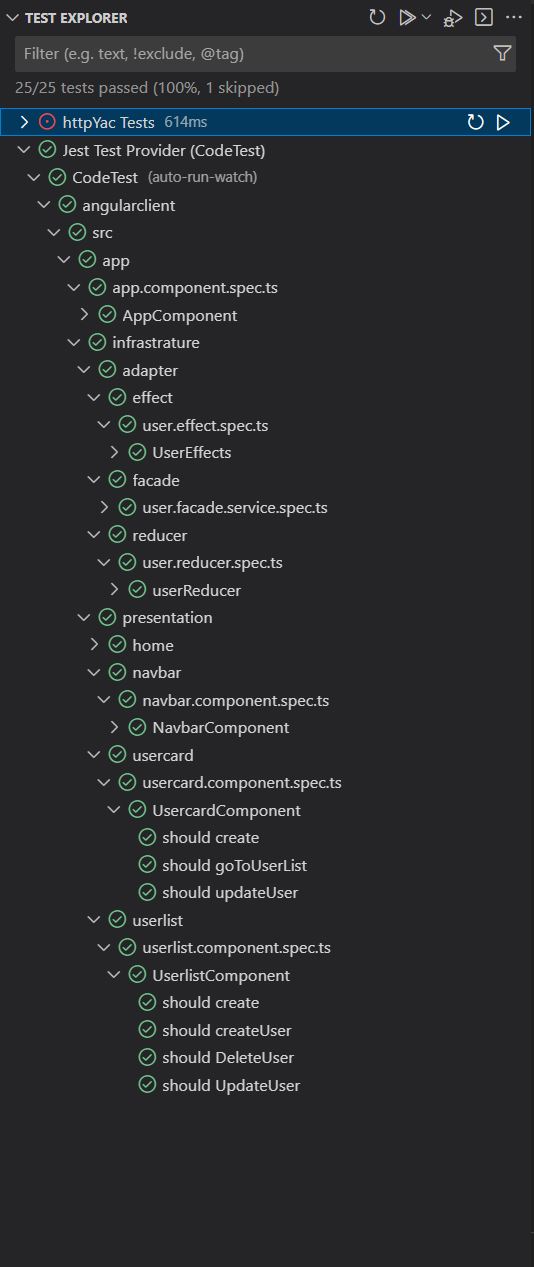 TEST EXPLORER
Filter (e.g. text, !exclude, @tag)
25/25 tests passed (100%, 1 skipped)
httpYac Tests 614ms
Jest Test Provider (CodeTest)
CodeTest (auto-run-watch)
angularclient
src
app
app.component.spec.ts
AppComponent
infrastrature
adapter
effect
user.effect.spec.ts
UserEffects
facade
user.facade.service.spec.ts
reducer
user.reducer.spec.ts
userReducer
presentation
home
navbar
navbar.component.spec.ts
NavbarComponent
usercard
usercard.component.spec.ts
UsercardComponent
should create
should goToUserList
should updateUser
userlist
userlist.component.spec.ts
UserlistComponent
should create
should createUser
should DeleteUser
should UpdateUser